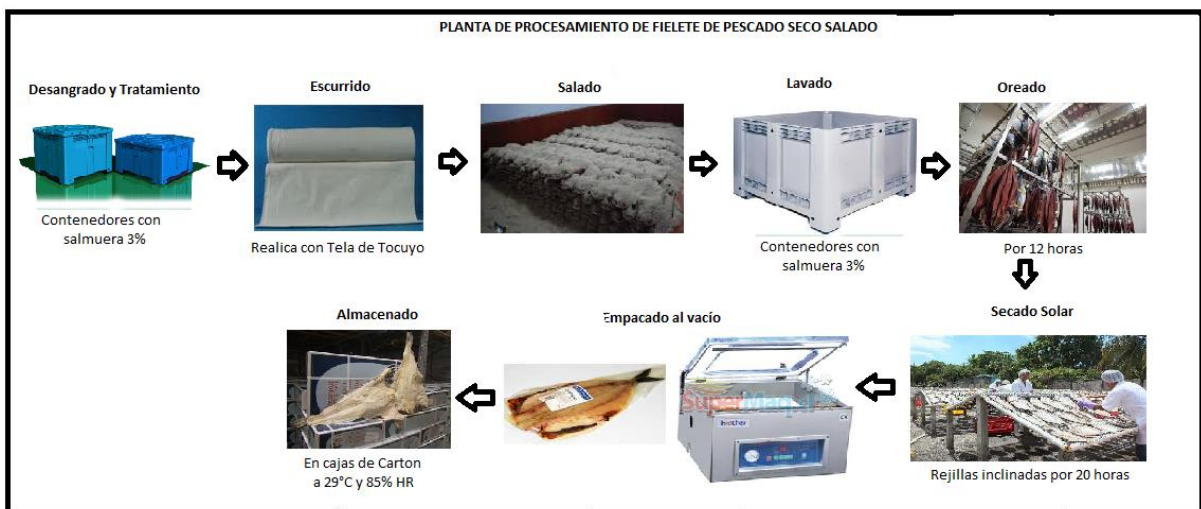 PLANTA DE PROCESAMIENTO DE FIELETE DE PESCADO SECO SALADO
Desangrado y Tratamiento
Contenedores con
salmuera 3%
Escurrido
Realica con Tela de Tocuyo
Salado
Lavado
Contenedores con
salmuera 3%
Oreado
Por 12 horas
Secado Solar
Rejillas inclinadas por 20 horas
Empacado al vacío
SuperMaq
Almacenado
En cajas de Carton
a 29°C y 85% HR